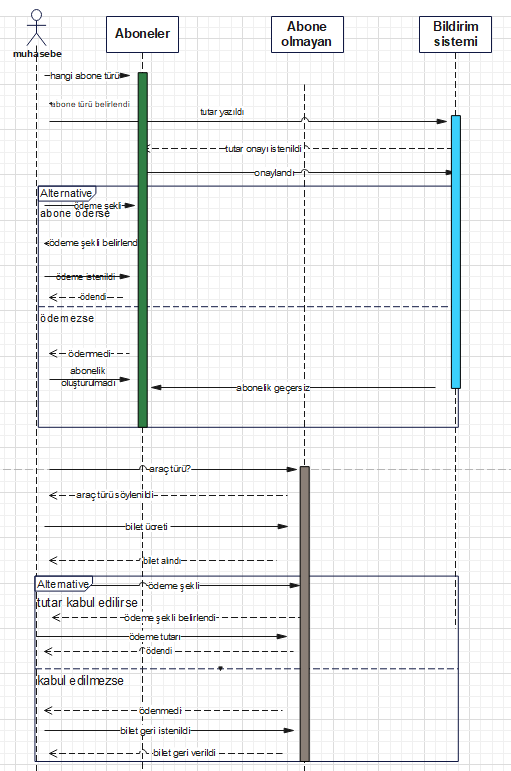 muhasebe
Aboneler
Abone
olmayan
Bildirim
sistemi
hangi abone türü
abone türü belirlendi
tutar yazıldı
tutar onayı istenildi
onaylandı
Alternative
ödeme şekli
abone öderse
ödeme şekli belirlendi
ödeme istenildi
ödendi
ödemezse
ödenmedi
abonelik
oluşturulmadı
abonelik geçersiz
araç türü?
araç türü söylenildi
bilet ücreti
bilet alındı
Alternative
ödeme şekli
tutar kabul edilirse
ödeme şekli belirlendi
ödeme tutarı
ödendi
kabul edilmezse
ödenmedi
bilet geri istenildi
bilet geri verildi